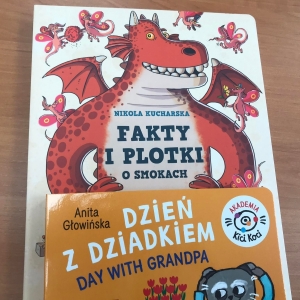 NIKOLA KUCHARSKA
FAKTY
I PLOTKI
O SMOKACH
Anita
Głowińska
DZIEŃ
Z DZIADKIEM
DAY WITH GRANDPA
AKADEMIA
Kici Koci